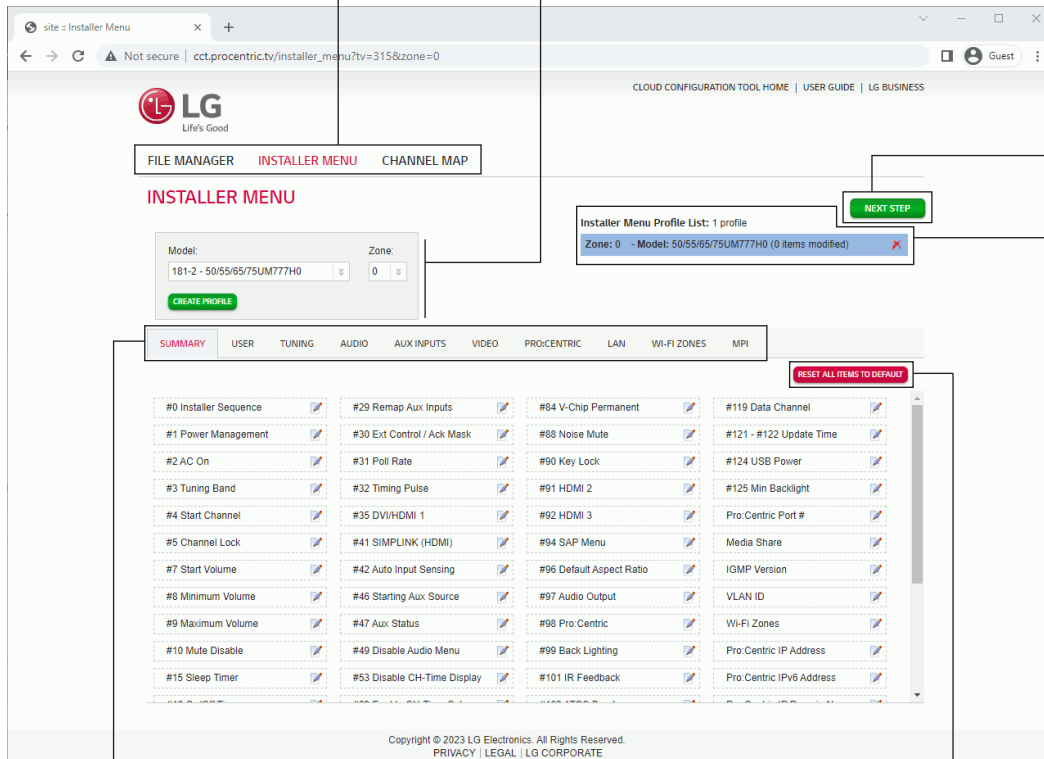 site :: Installer Menu
Not secure | cct.procentric.tv/installer_menu?tv=315&zone=0
Guest
CLOUD CONFIGURATION TOOL HOME | USER GUIDE | LG BUSINESS
LG
Life's Good
FILE MANAGER INSTALLER MENU CHANNEL MAP
INSTALLER MENU
NEXT STEP
Installer Menu Profile List: 1 profile
Zone: 0 - Model: 50/55/65/75UM777H0 (0 items modified)
Model: Zone:
181-2 - 50/55/65/75UM777H0 0
CREATE PROFILE
SUMMARY USER TUNING AUDIO AUX INPUTS VIDEO PRO:CENTRIC LAN WI-FI ZONES MPI
RESET ALL ITEMS TO DEFAULT
#0 Installer Sequence #29 Remap Aux Inputs #84 V-Chip Permanent #119 Data Channel
#1 Power Management #30 Ext Control / Ack Mask #88 Noise Mute #121 - #122 Update Time
#2 AC On #31 Poll Rate #90 Key Lock #124 USB Power
#3 Tuning Band #32 Timing Pulse #91 HDMI 2 #125 Min Backlight
#4 Start Channel #35 DVI/HDMI 1 #92 HDMI 3 Pro:Centric Port #
#5 Channel Lock #41 SIMPLINK (HDMI) #94 SAP Menu Media Share
#7 Start Volume #42 Auto Input Sensing #96 Default Aspect Ratio IGMP Version
#8 Minimum Volume #46 Starting Aux Source #97 Audio Output VLAN ID
#9 Maximum Volume #47 Aux Status #98 Pro:Centric Wi-Fi Zones
#10 Mute Disable #49 Disable Audio Menu #99 Back Lighting Pro:Centric IP Address
#15 Sleep Timer #53 Disable CH-Time Display #101 IR Feedback Pro:Centric IPv6 Address
Copyright © 2023 LG Electronics. All Rights Reserved.
PRIVACY | LEGAL | LG CORPORATE